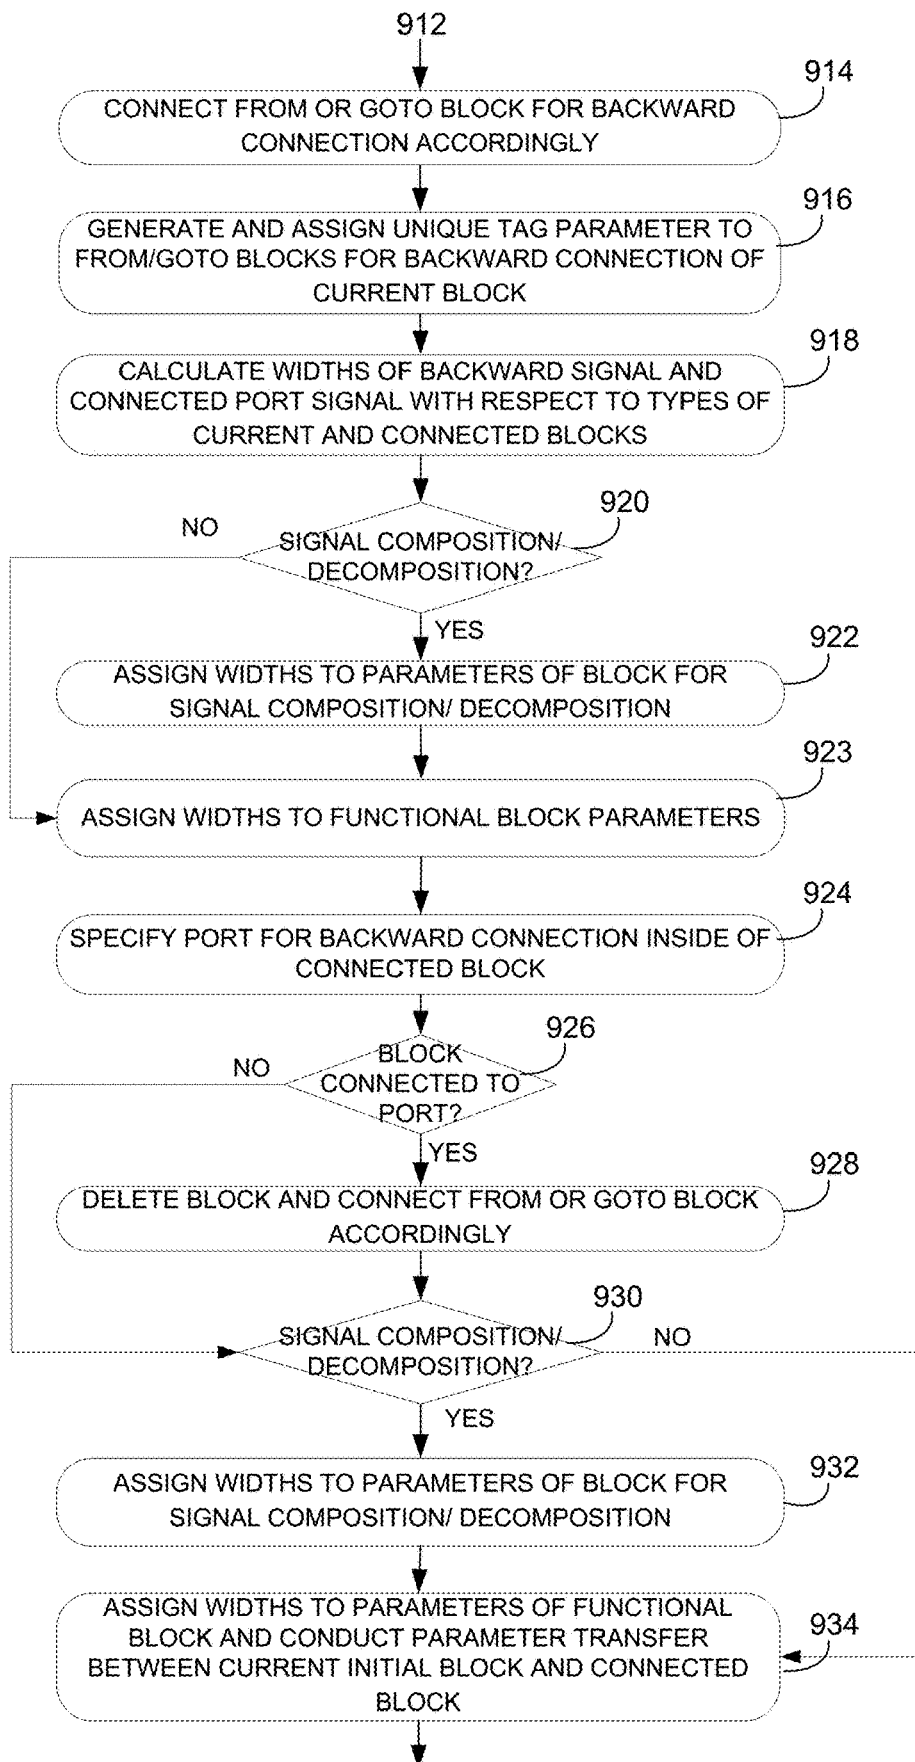 912
914
CONNECT FROM OR GOTO BLOCK FOR BACKWARD
CONNECTION ACCORDINGLY
916
GENERATE AND ASSIGN UNIQUE TAG PARAMETER TO
FROM/GOTO BLOCKS FOR BACKWARD CONNECTION OF
CURRENT BLOCK
918
CALCULATE WIDTHS OF BACKWARD SIGNAL AND
CONNECTED PORT SIGNAL WITH RESPECT TO TYPES OF
CURRENT AND CONNECTED BLOCKS
920
NO
SIGNAL COMPOSITION/
DECOMPOSITION?
YES
922
ASSIGN WIDTHS TO PARAMETERS OF BLOCK FOR
SIGNAL COMPOSITION/ DECOMPOSITION
923
ASSIGN WIDTHS TO FUNCTIONAL BLOCK PARAMETERS
924
SPECIFY PORT FOR BACKWARD CONNECTION INSIDE OF
CONNECTED BLOCK
926
NO
BLOCK
CONNECTED TO
PORT?
YES
928
DELETE BLOCK AND CONNECT FROM OR GOTO BLOCK
ACCORDINGLY
930
SIGNAL COMPOSITION/
DECOMPOSITION?
NO
YES
932
ASSIGN WIDTHS TO PARAMETERS OF BLOCK FOR
SIGNAL COMPOSITION/ DECOMPOSITION
934
ASSIGN WIDTHS TO PARAMETERS OF FUNCTIONAL
BLOCK AND CONDUCT PARAMETER TRANSFER
BETWEEN CURRENT INITIAL BLOCK AND CONNECTED
BLOCK